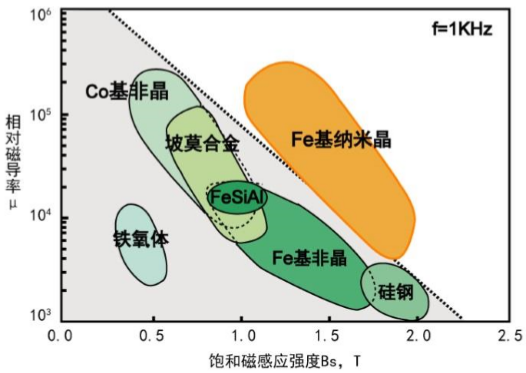 10⁶
f=1KHz
Co基非晶
10⁵
坡莫合金
Fe基纳米晶
相对磁导率 μ
FeSiAl
10⁴
铁氧体
Fe基非晶
硅钢
10³
0.0 0.5 1.0 1.5 2.0 2.5
饱和磁感应强度Bs, T